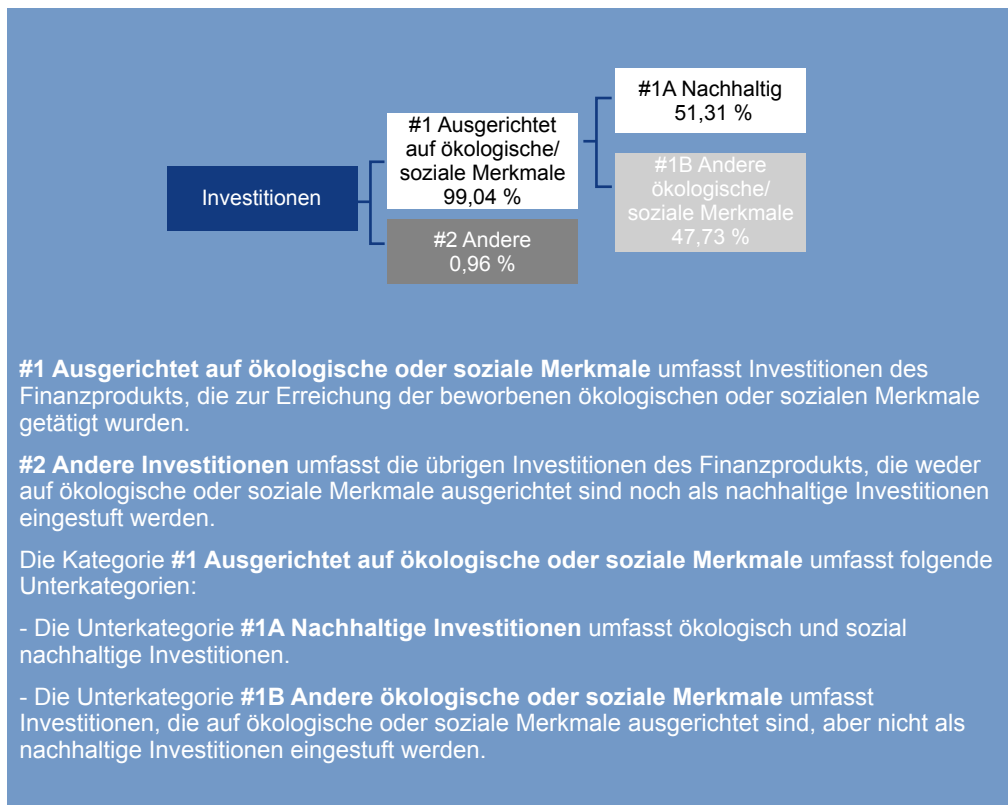 #1A Nachhaltig
51,31 %
#1 Ausgerichtet
auf ökologische/
soziale Merkmale
99,04 %
#1B Andere
ökologische/
soziale Merkmale
47,73 %
Investitionen
#2 Andere
0,96 %
#1 Ausgerichtet auf ökologische oder soziale Merkmale umfasst Investitionen des
Finanzprodukts, die zur Erreichung der beworbenen ökologischen oder sozialen Merkmale
getätigt wurden.
#2 Andere Investitionen umfasst die übrigen Investitionen des Finanzprodukts, die weder
auf ökologische oder soziale Merkmale ausgerichtet sind noch als nachhaltige Investitionen
eingestuft werden.
Die Kategorie #1 Ausgerichtet auf ökologische oder soziale Merkmale umfasst folgende
Unterkategorien:
- Die Unterkategorie #1A Nachhaltige Investitionen umfasst ökologisch und sozial
nachhaltige Investitionen.
- Die Unterkategorie #1B Andere ökologische oder soziale Merkmale umfasst
Investitionen, die auf ökologische oder soziale Merkmale ausgerichtet sind, aber nicht als
nachhaltige Investitionen eingestuft werden.